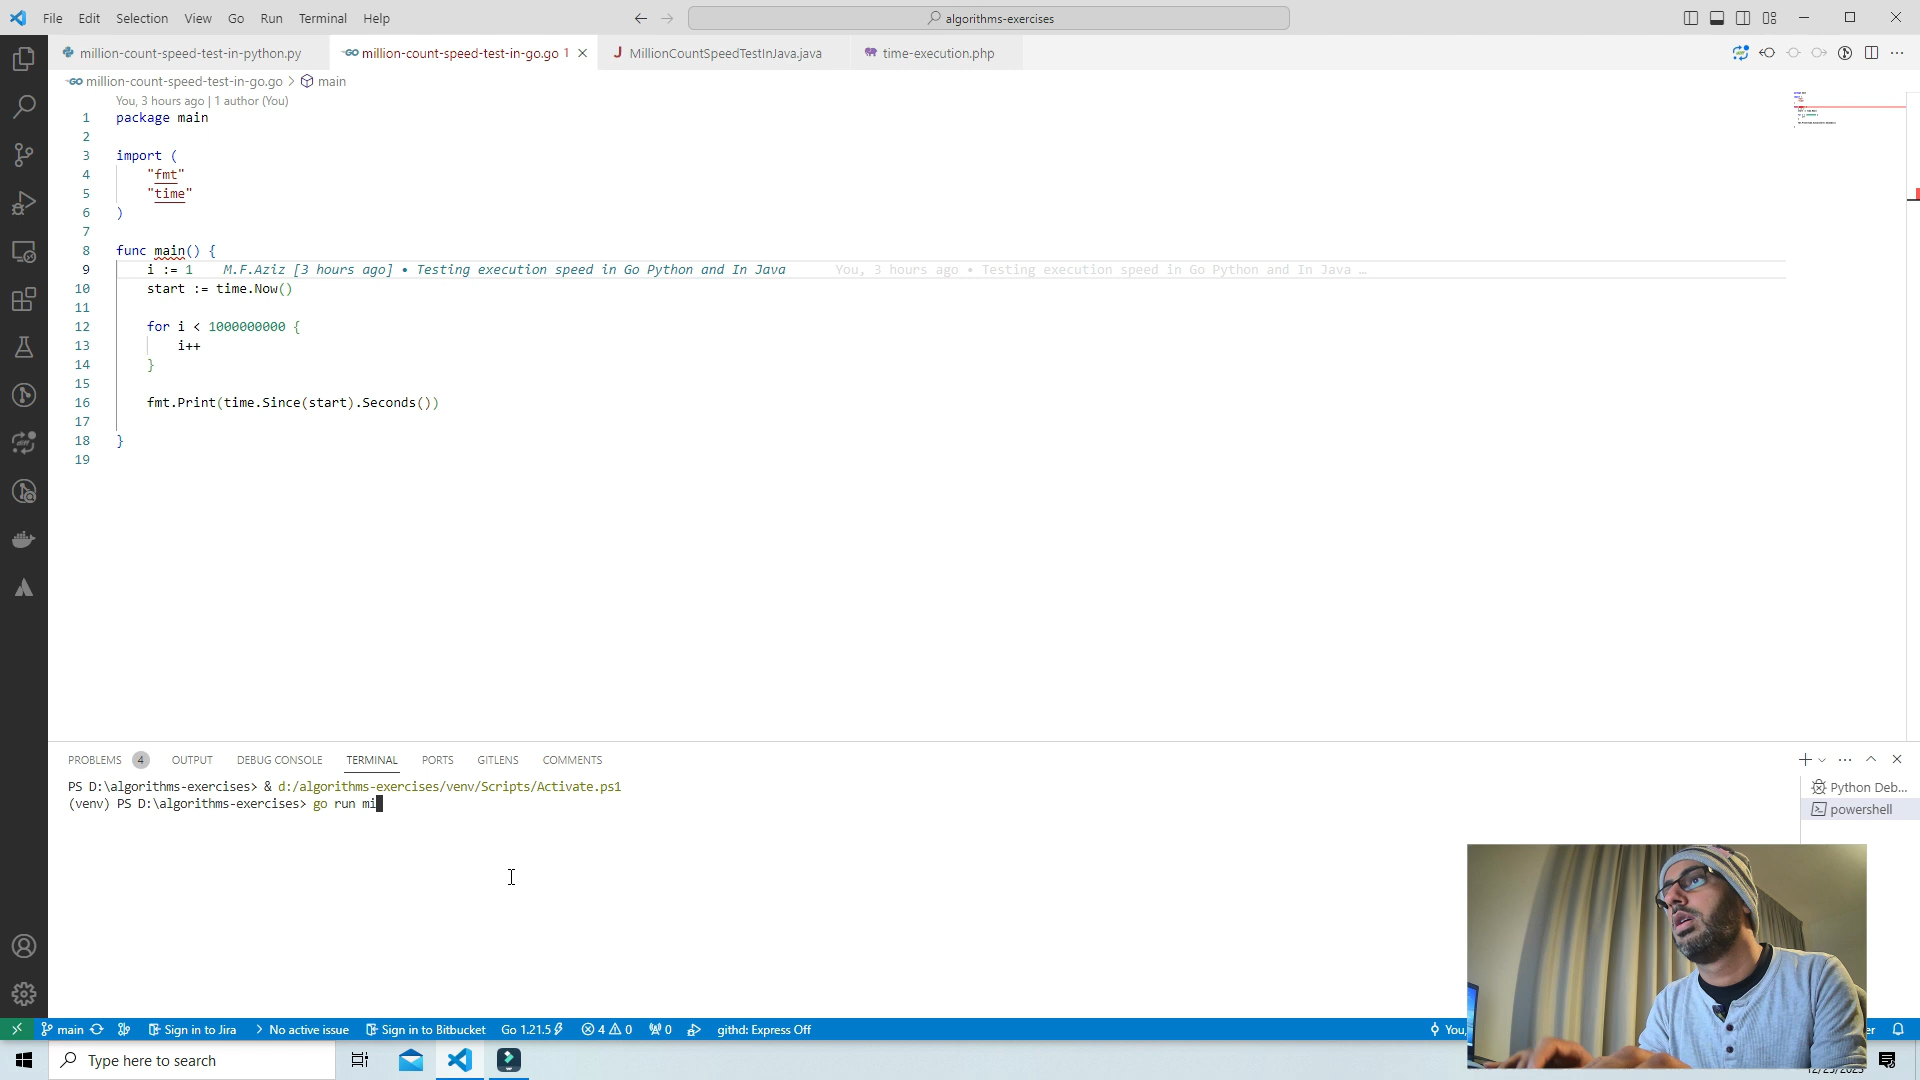 File Edit Selection View Go Run Terminal Help
algorithms-exercises
million-count-speed-test-in-python.py
million-count-speed-test-in-go.go 1
MillionCountSpeedTestInJava.java
time-execution.php
million-count-speed-test-in-go.go > main
You, 3 hours ago | 1 author (You)
1 package main
2
3 import (
4 "fmt"
5 "time"
6 )
7
8 func main() {
9 i := 1 M.F.Aziz [3 hours ago] • Testing execution speed in Go Python and In Java You, 3 hours ago • Testing execution speed in Go Python and In Java …
10 start := time.Now()
11
12 for i < 1000000000 {
13 i++
14 }
15
16 fmt.Print(time.Since(start).Seconds())
17
18 }
19
PROBLEMS 4 OUTPUT DEBUG CONSOLE TERMINAL PORTS GITLENS COMMENTS
PS D:\algorithms-exercises> & d:/algorithms-exercises/venv/Scripts/Activate.ps1
(venv) PS D:\algorithms-exercises> go run mi
Python Deb...
powershell
main Sign in to Jira No active issue Sign in to Bitbucket Go 1.21.5 4 0 0 githd: Express Off You, er
Type here to search